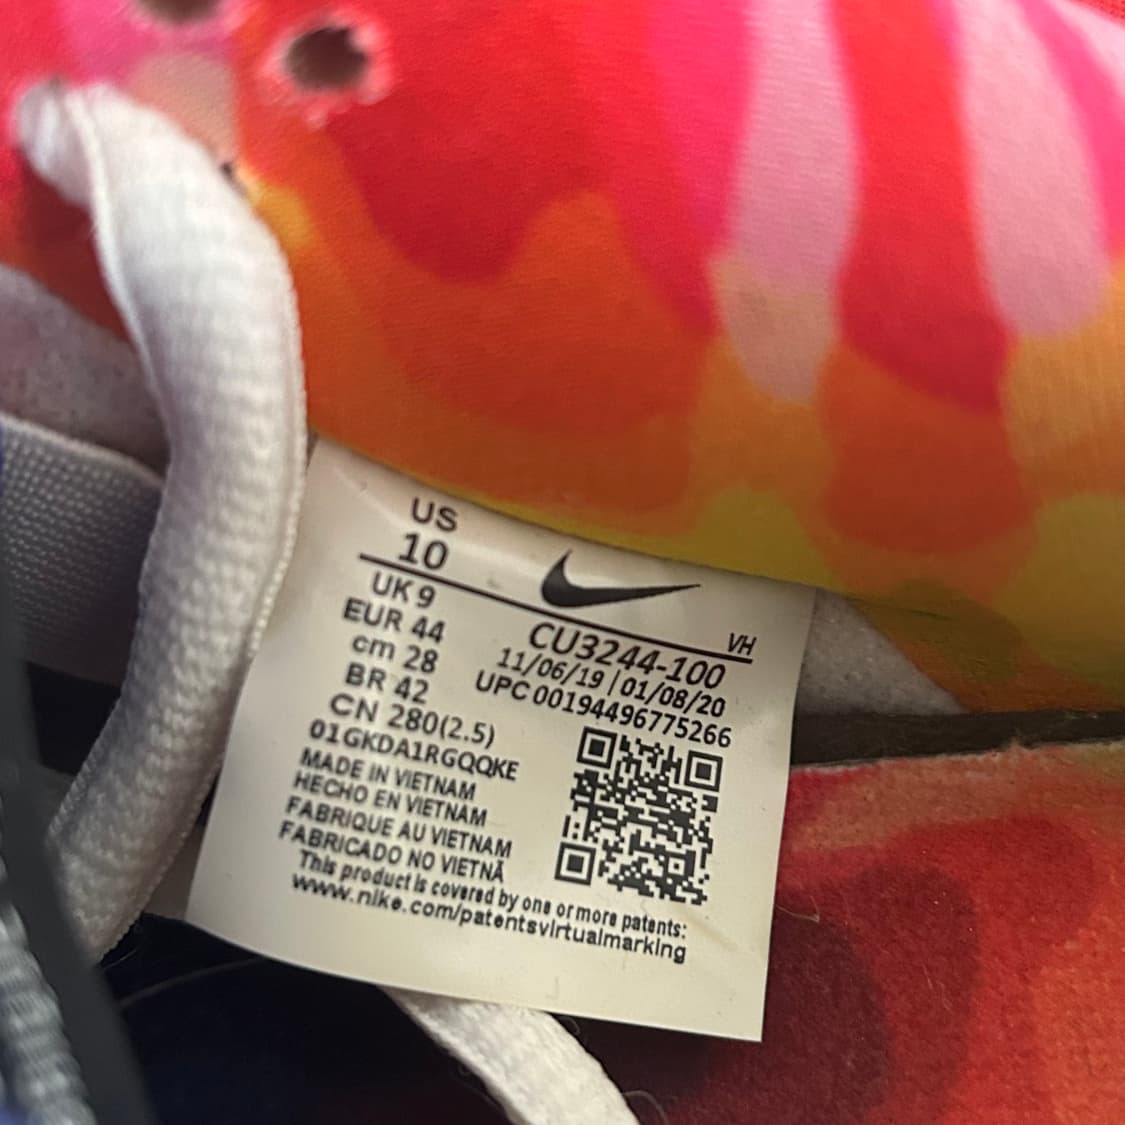 US
10
VH
UK 9
EUR 44
cm 28
BR 42
CN 280(2.5)
CU3244-100
11/06/19 | 01/08/20
UPC 00194496775266
01GKDA1RGQQKE
MADE IN VIETNAM
HECHO EN VIETNAM
FABRIQUE AU VIETNAM
FABRICADO NO VIETNÃ
This product is covered by one or more patents:
www.nike.com/patentsvirtualmarking